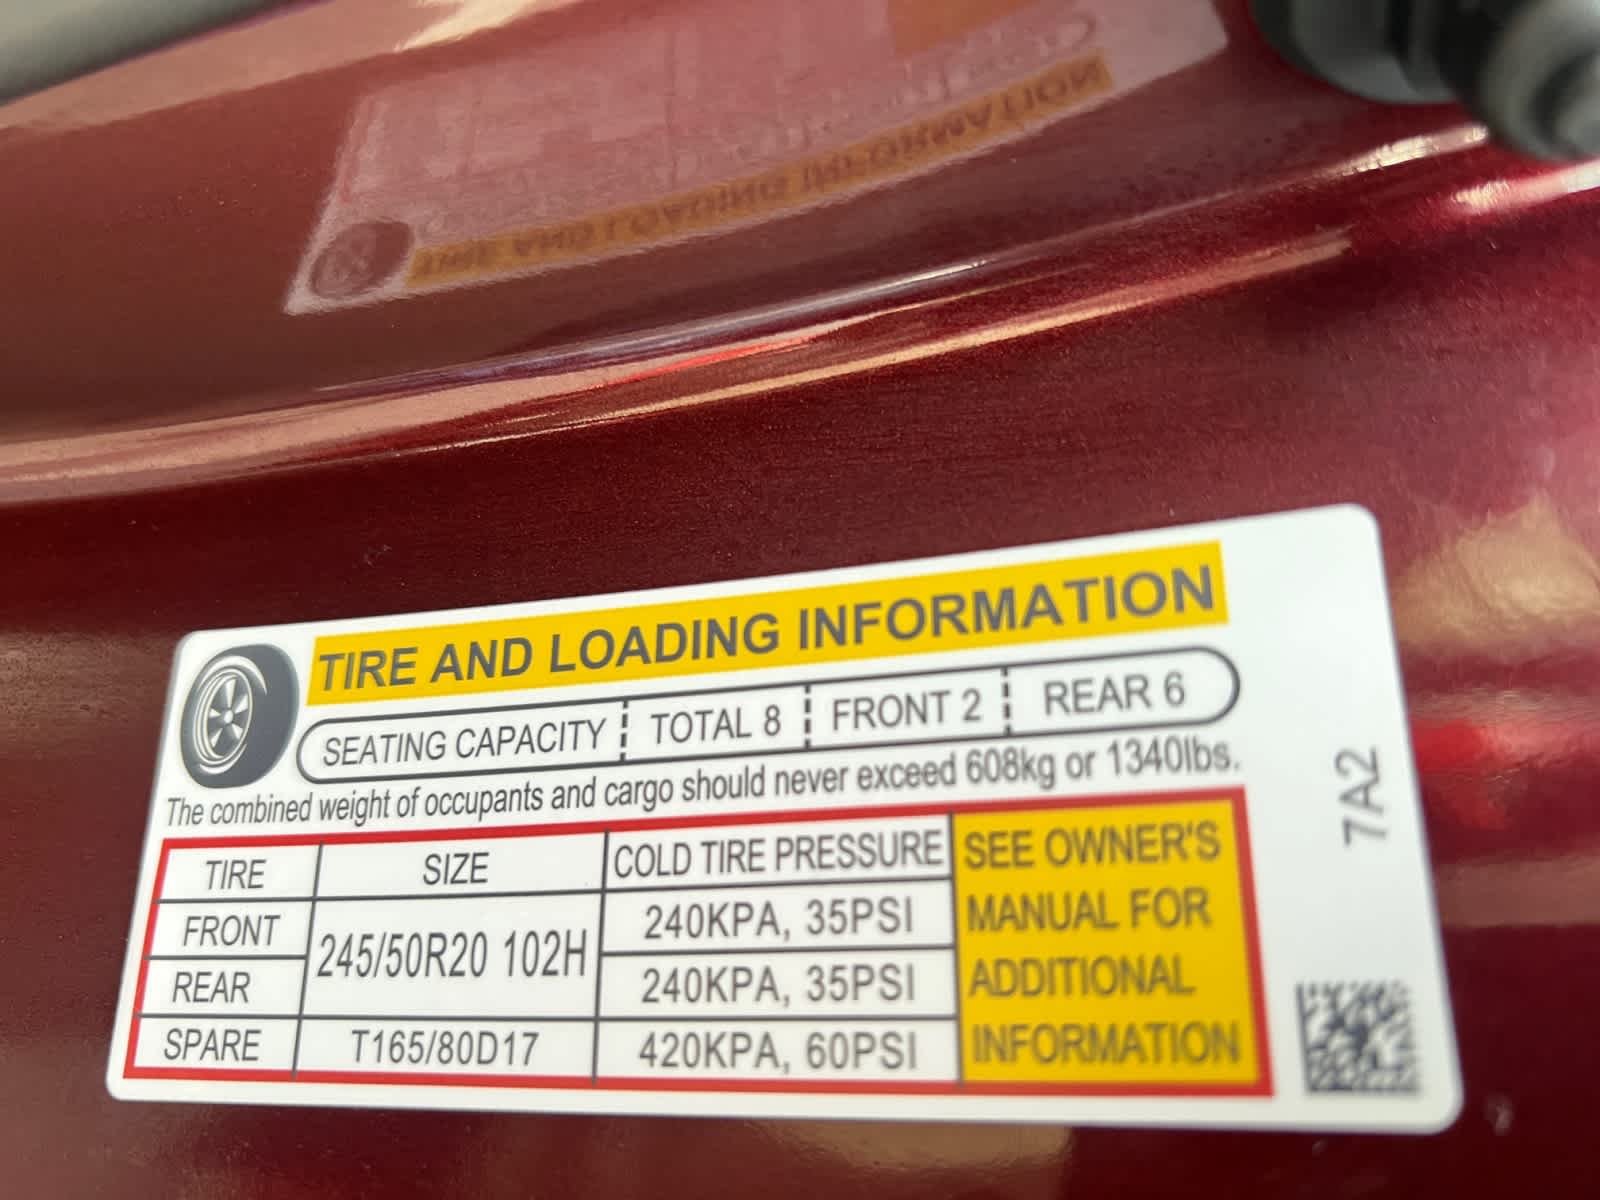 TIRE AND LOADING INFORMATION
SEATING CAPACITY TOTAL 8 FRONT 2 REAR 6
The combined weight of occupants and cargo should never exceed 608kg or 1340lbs.
TIRE SIZE COLD TIRE PRESSURE SEE OWNER'S
FRONT 245/50R20 102H 240KPA, 35PSI MANUAL FOR
REAR 240KPA, 35PSI ADDITIONAL
SPARE T165/80D17 420KPA, 60PSI INFORMATION
7A2